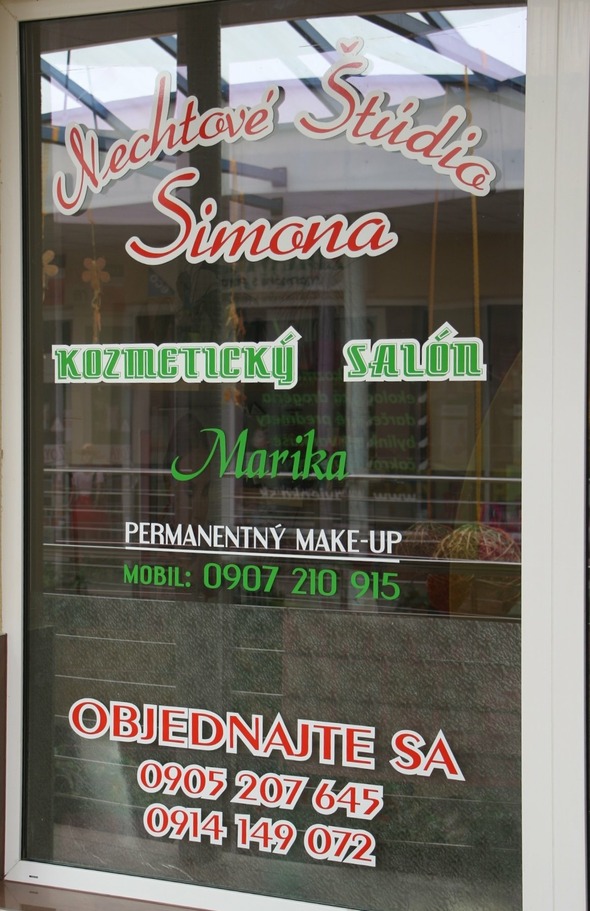 Nechtové Štúdio
Simona
KOZMETICKÝ SALÓN
Marika
PERMANENTNÝ MAKE-UP
MOBIL: 0907 210 915
OBJEDNAJTE SA
0905 207 645
0914 149 072